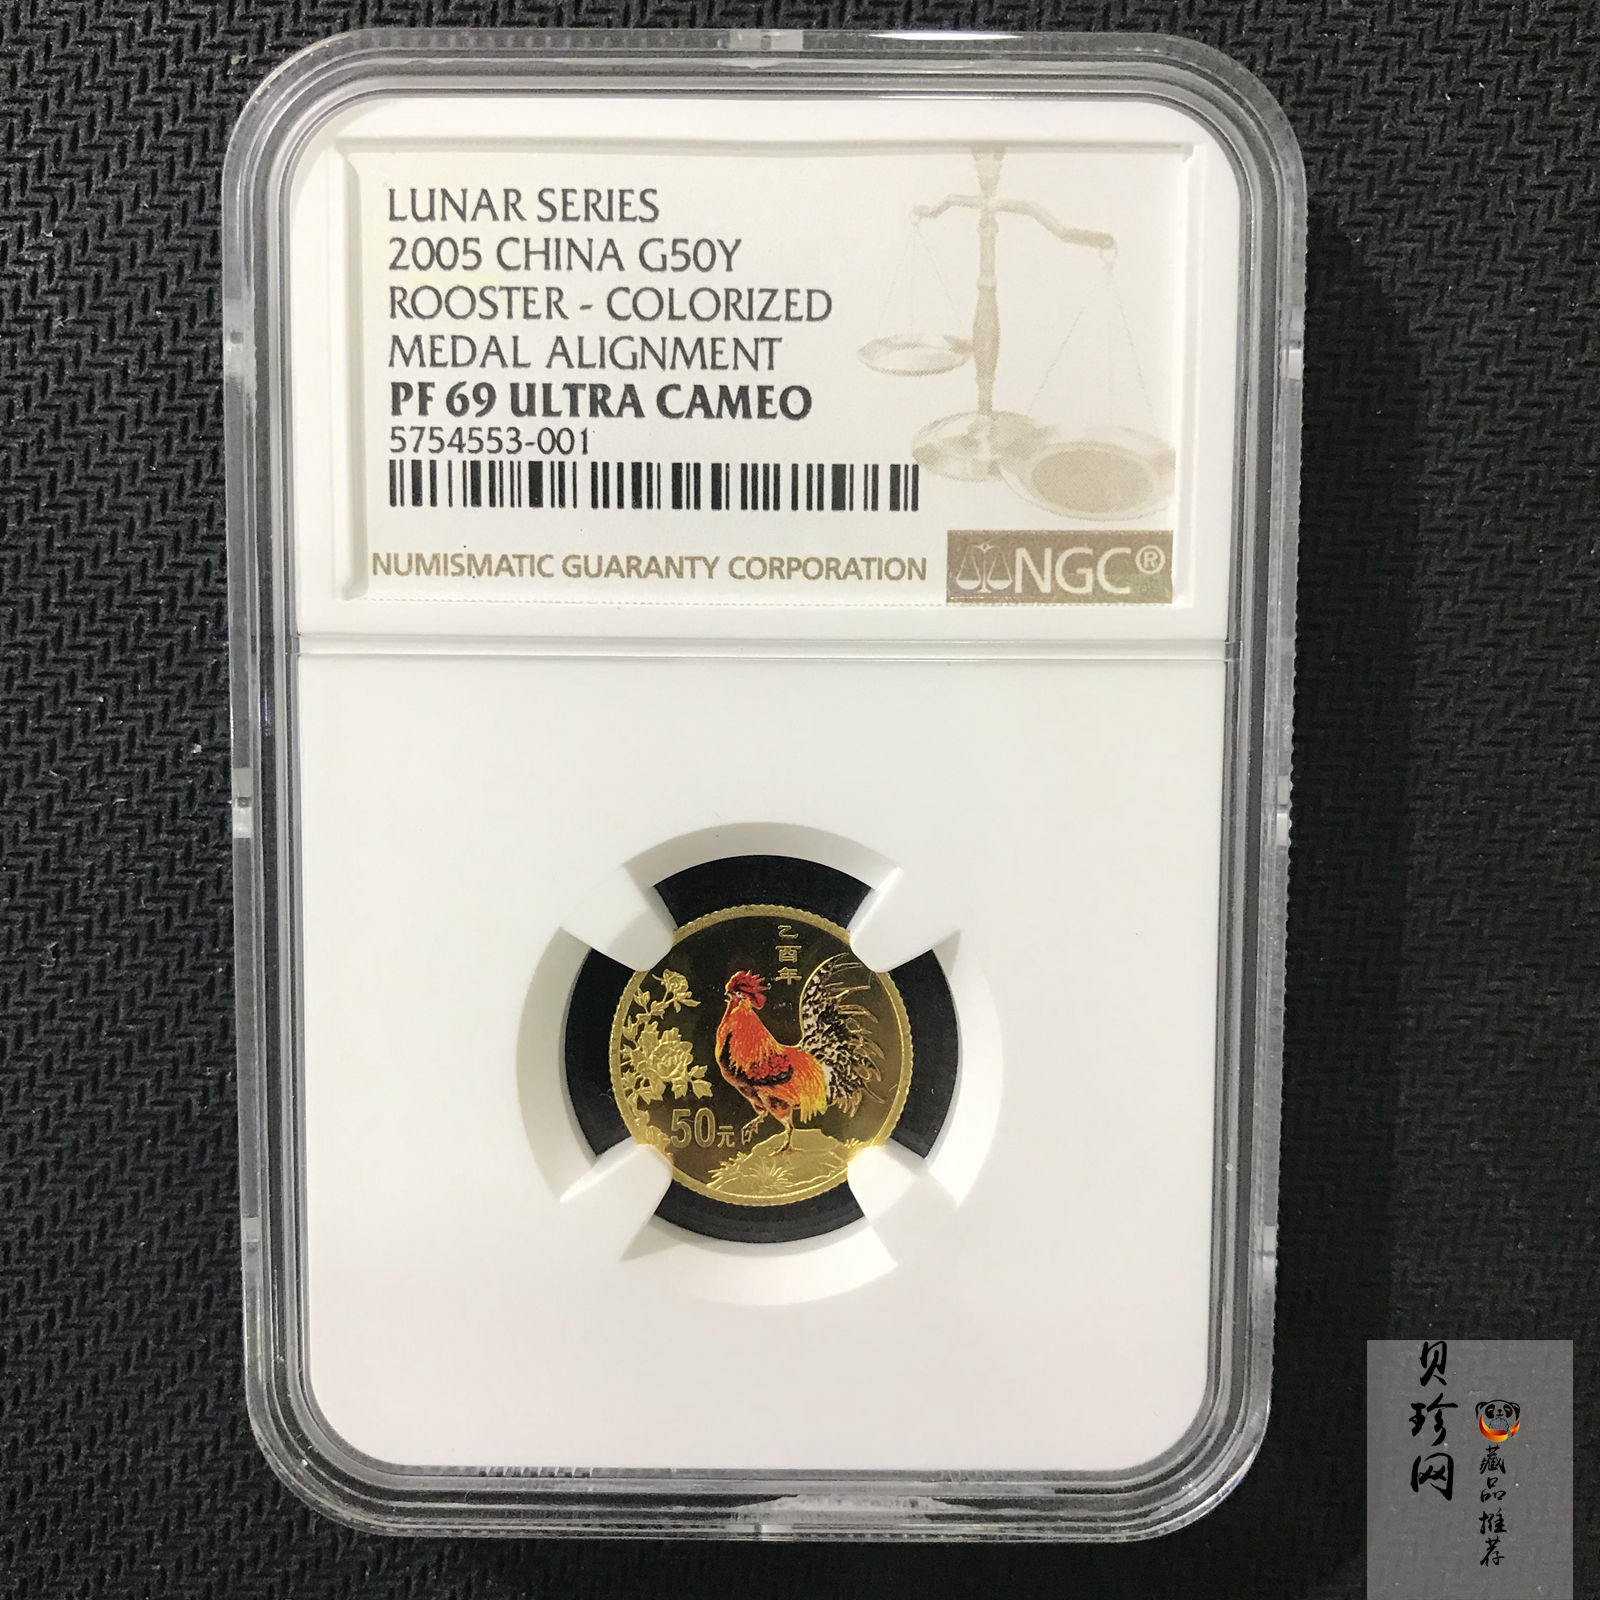 LUNAR SERIES
2005 CHINA G50Y
ROOSTER - COLORIZED
MEDAL ALIGNMENT
PF 69 ULTRA CAMEO
5754553-001
NUMISMATIC GUARANTY CORPORATION
NGC®
乙酉年
50元
贝珍网
藏品推荐